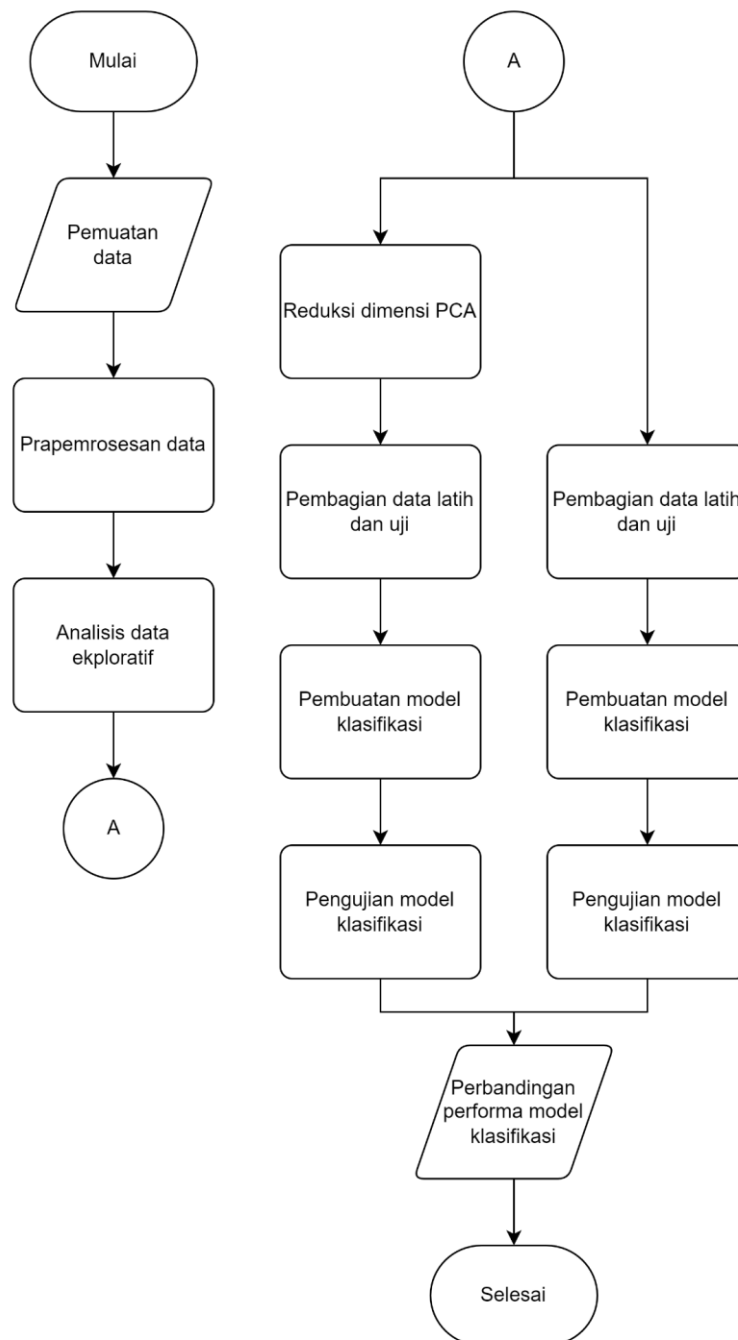 Mulai
Pemuatan
data
Prapemrosesan data
Analisis data
ekploratif
A
A
Reduksi dimensi PCA
Pembagian data latih
dan uji
Pembuatan model
klasifikasi
Pengujian model
klasifikasi
Pembagian data latih
dan uji
Pembuatan model
klasifikasi
Pengujian model
klasifikasi
Perbandingan
performa model
klasifikasi
Selesai